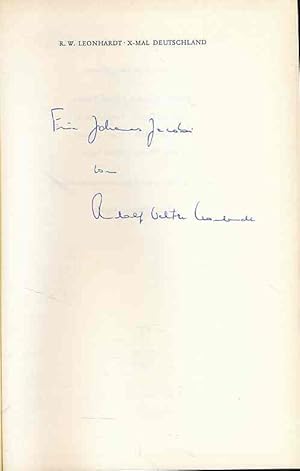 R. W. LEONHARDT · X-MAL DEUTSCHLAND
Für Johannes Jacobi
von
Rudolf Walter Leonhardt